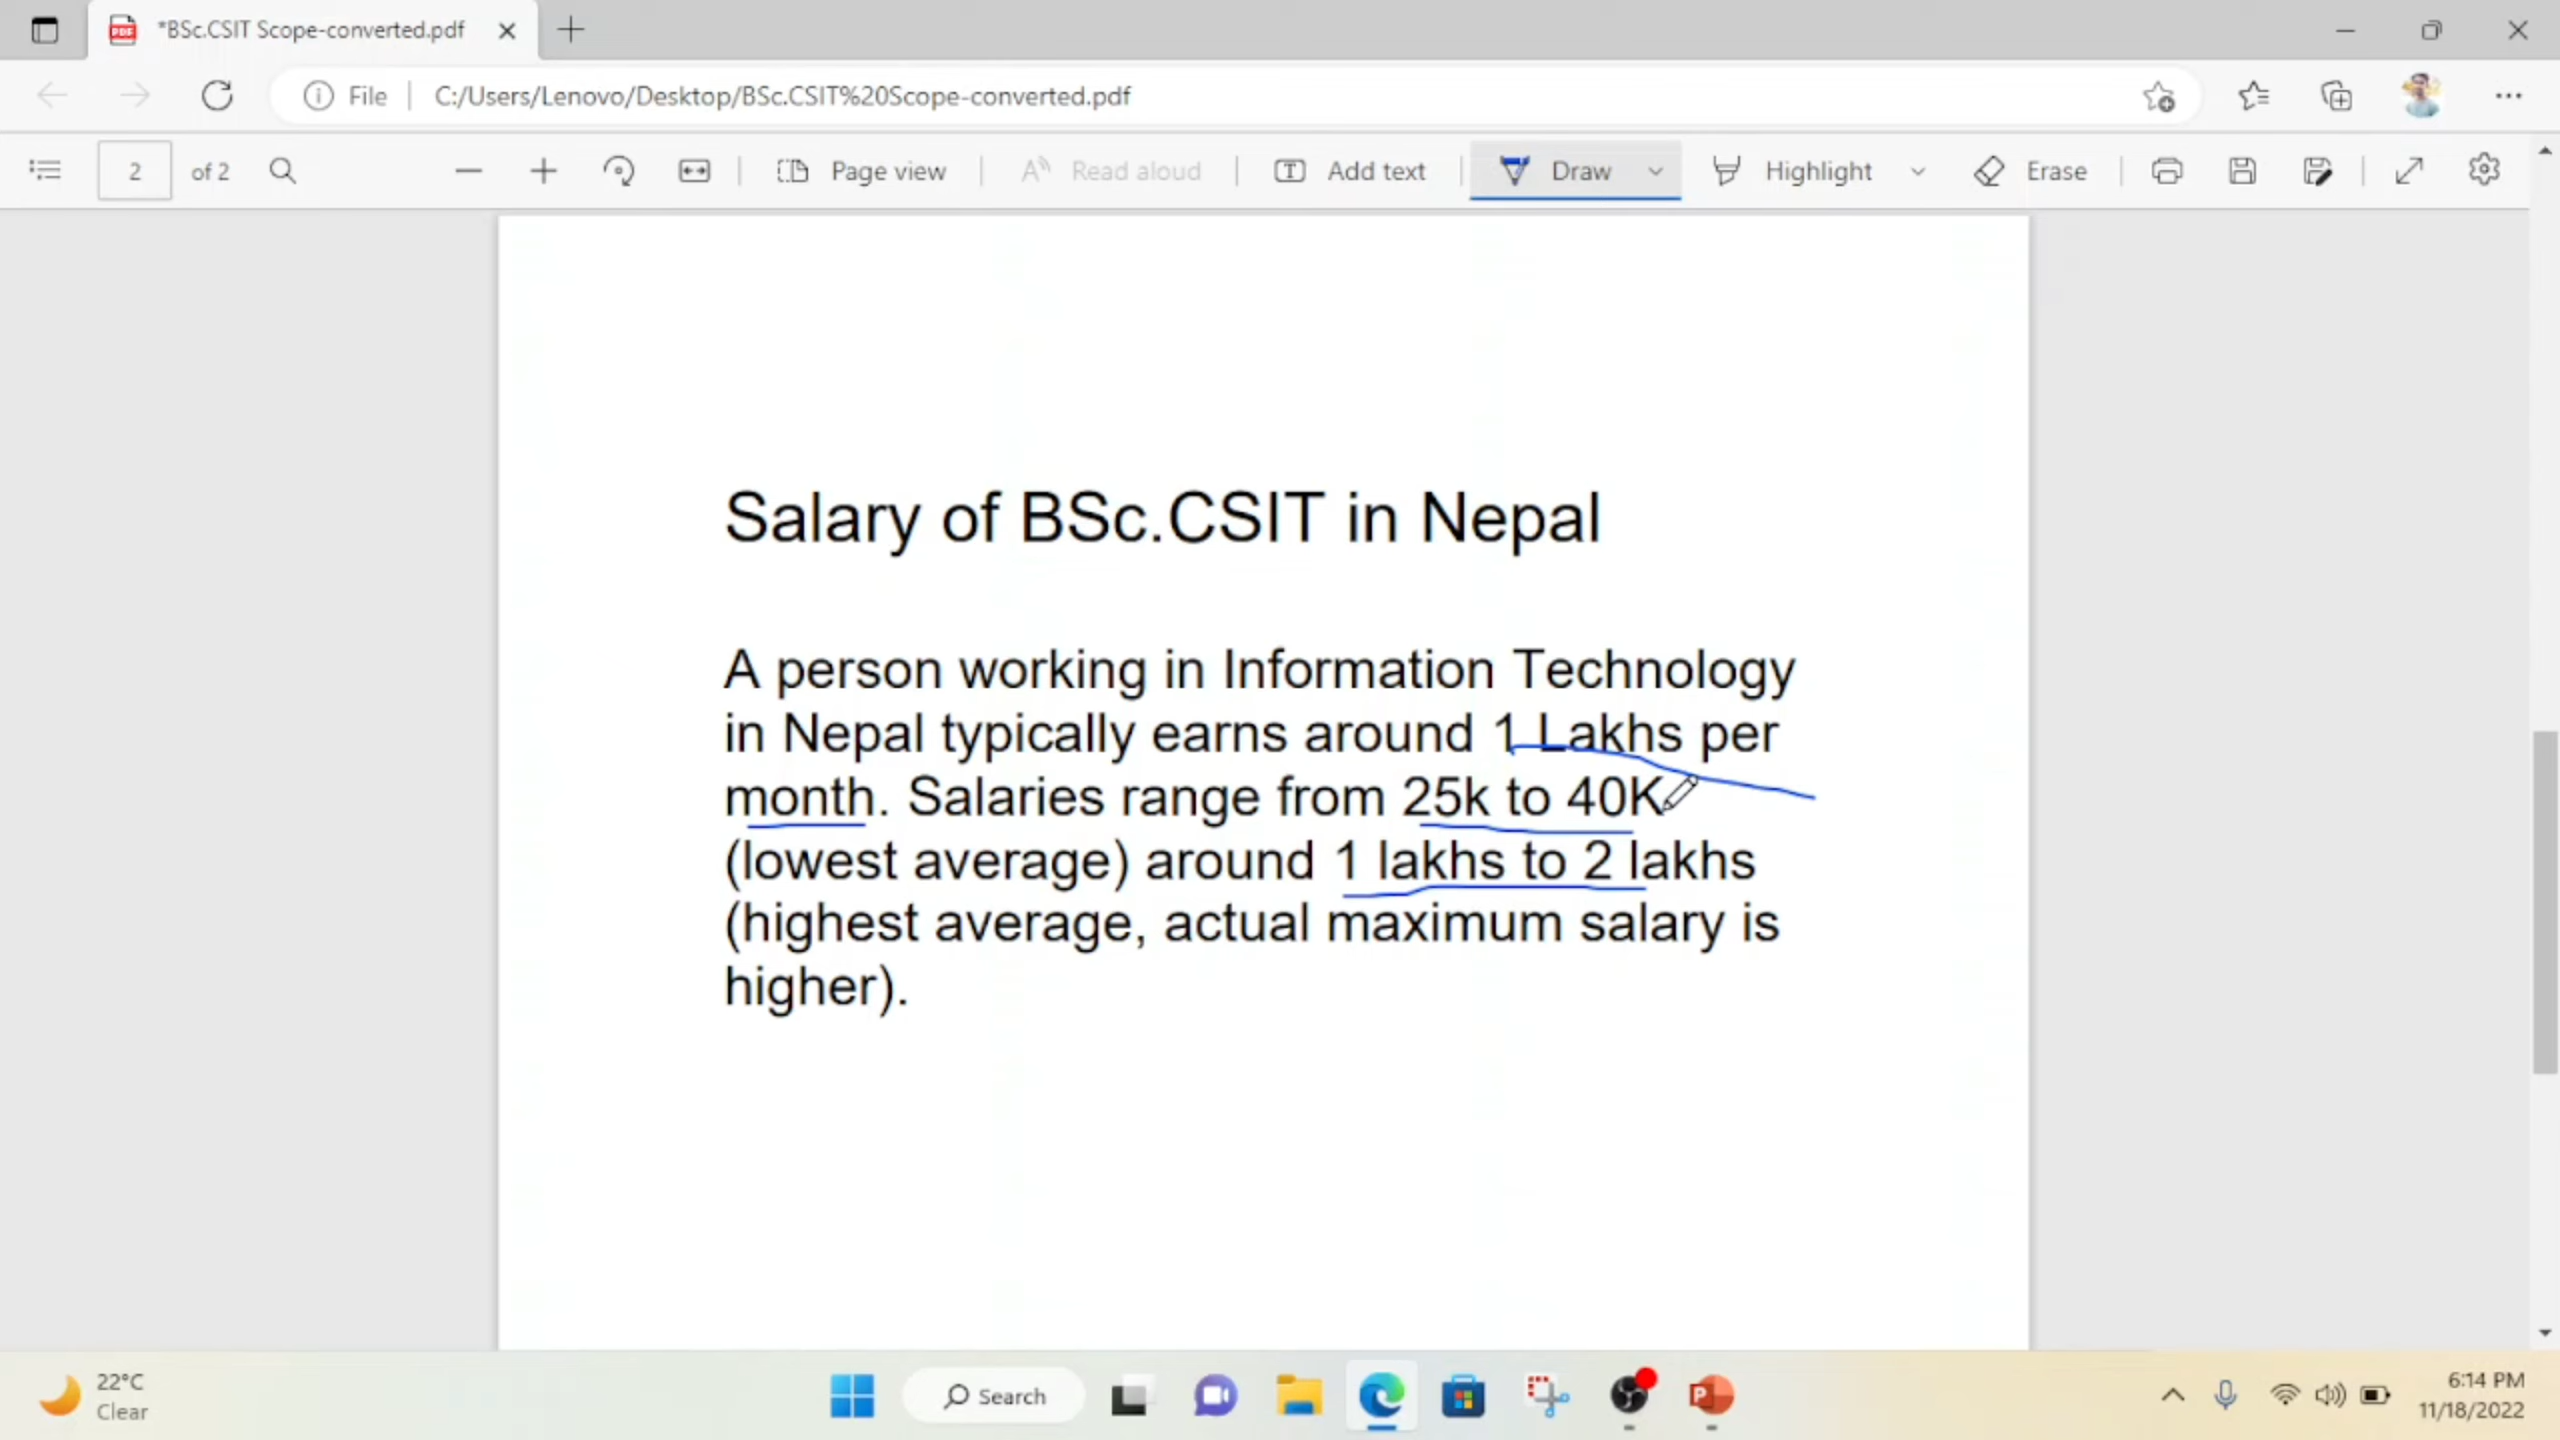 *BSc.CSIT Scope-converted.pdf
File | C:/Users/Lenovo/Desktop/BSc.CSIT%20Scope-converted.pdf
2 of 2 Page view Read aloud Add text Draw Highlight Erase
Salary of BSc.CSIT in Nepal
A person working in Information Technology
in Nepal typically earns around 1 Lakhs per
month. Salaries range from 25k to 40K
(lowest average) around 1 lakhs to 2 lakhs
(highest average, actual maximum salary is
higher).
22°C
Clear
Search
6:14 PM
11/18/2022